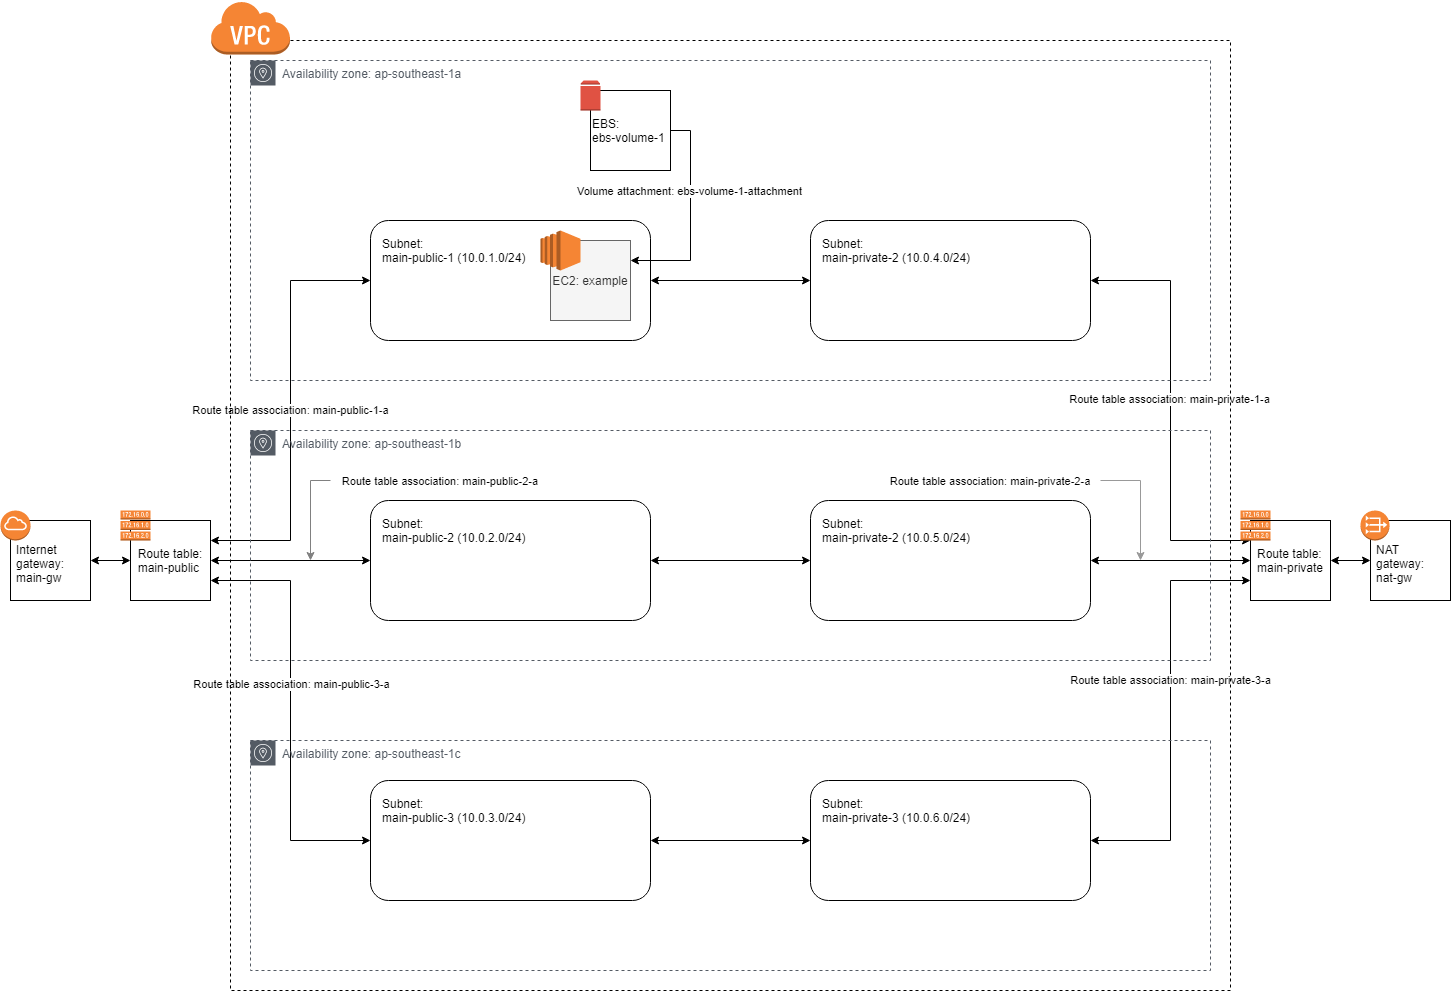 VPC
Availability zone: ap-southeast-1a
EBS:
ebs-volume-1
Volume attachment: ebs-volume-1-attachment
Subnet:
main-public-1 (10.0.1.0/24)
EC2: example
Subnet:
main-private-2 (10.0.4.0/24)
Route table association: main-public-1-a
Route table association: main-private-1-a
Availability zone: ap-southeast-1b
Route table association: main-public-2-a
Route table association: main-private-2-a
Internet
gateway:
main-gw
172.16.0.0
172.16.1.0
172.16.2.0
Route table:
main-public
Subnet:
main-public-2 (10.0.2.0/24)
Subnet:
main-private-2 (10.0.5.0/24)
172.16.0.0
172.16.1.0
172.16.2.0
Route table:
main-private
NAT
gateway:
nat-gw
Route table association: main-public-3-a
Route table association: main-private-3-a
Availability zone: ap-southeast-1c
Subnet:
main-public-3 (10.0.3.0/24)
Subnet:
main-private-3 (10.0.6.0/24)